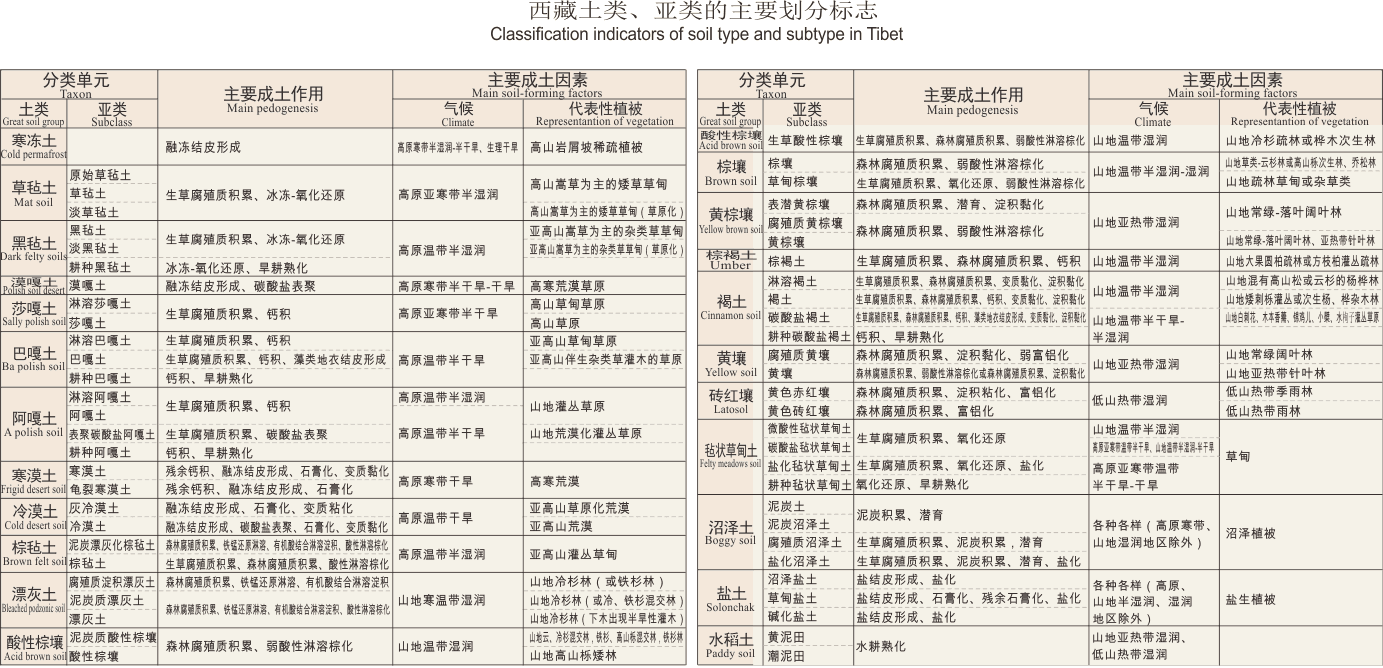 西藏土类、亚类的主要划分标志
Classification indicators of soil type and subtype in Tibet
分类单元
Taxon
主要成土作用
Main pedogenesis
主要成土因素
Main soil-forming factors
土类
Great soil group
亚类
Subclass
气候
Climate
代表性植被
Representantion of vegetation
寒冻土
Cold permafrost
融冻结皮形成
高原寒带半湿润-半干旱、生理干旱
高山岩屑坡稀疏植被
草毡土
Mat soil
原始草毡土
草毡土
淡草毡土
生草腐殖质积累、冰冻-氧化还原
高原亚寒带半湿润
高山嵩草为主的矮草草甸
高山嵩草为主的矮草草甸（草原化）
黑毡土
Dark felty soils
黑毡土
淡黑毡土
耕种黑毡土
生草腐殖质积累、冰冻-氧化还原
冰冻-氧化还原、旱耕熟化
高原温带半湿润
亚高山嵩草为主的杂类草草甸
亚高山嵩草为主的杂类草草甸（草原化）
漠嘎土
Polish soil desert
漠嘎土
融冻结皮形成、碳酸盐表聚
高原寒带半干旱-干旱
高寒荒漠草原
莎嘎土
Sally polish soil
淋溶莎嘎土
莎嘎土
生草腐殖质积累、钙积
高原亚寒带半干旱
高山草甸草原
高山草原
巴嘎土
Ba polish soil
淋溶巴嘎土
巴嘎土
耕种巴嘎土
生草腐殖质积累、钙积
生草腐殖质积累、钙积、藻类地衣结皮形成
钙积、旱耕熟化
高原温带半干旱
亚高山草甸草原
亚高山伴生杂类草灌木的草原
阿嘎土
A polish soil
淋溶阿嘎土
阿嘎土
表聚碳酸盐阿嘎土
耕种阿嘎土
生草腐殖质积累、钙积
生草腐殖质积累、碳酸盐表聚
钙积、旱耕熟化
高原温带半湿润
高原温带半干旱
山地灌丛草原
山地荒漠化灌丛草原
寒漠土
Frigid desert soil
寒漠土
龟裂寒漠土
残余钙积、融冻结皮形成、石膏化、变质黏化
残余钙积、融冻结皮形成、石膏化
高原寒带干旱
高寒荒漠
冷漠土
Cold desert soil
灰冷漠土
冷漠土
融冻结皮形成、石膏化、变质粘化
融冻结皮形成、碳酸盐表聚、石膏化、变质黏化
高原温带干旱
亚高山草原化荒漠
亚高山荒漠
棕毡土
Brown felt soil
泥炭漂灰化棕毡土
棕毡土
森林腐殖质积累、铁锰还原淋溶、有机酸结合淋溶淀积、酸性淋溶棕化
生草腐殖质积累、森林腐殖质积累、酸性淋溶棕化
高原温带半湿润
亚高山灌丛草甸
漂灰土
Bleached podzonic soil
腐殖质淀积漂灰土
泥炭质漂灰土
漂灰土
森林腐殖质积累、铁锰还原淋溶、有机酸结合淋溶淀积
森林腐殖质积累、铁锰还原淋溶、有机酸结合淋溶淀积、酸性淋溶棕化
山地寒温带湿润
山地冷杉林（或铁杉林）
山地冷杉林（或冷、铁杉混交林）
山地冷杉林（下木出现半旱性灌木）
酸性棕壤
Acid brown soil
泥炭质酸性棕壤
酸性棕壤
森林腐殖质积累、弱酸性淋溶棕化
山地温带湿润
山地云、冷杉混交林，铁杉、高山栎混交林，铁杉林
山地高山栎矮林
分类单元
Taxon
主要成土作用
Main pedogenesis
主要成土因素
Main soil-forming factors
土类
Great soil group
亚类
Subclass
气候
Climate
代表性植被
Representantion of vegetation
酸性棕壤
Acid brown soil
生草酸性棕壤
生草腐殖质积累、森林腐殖质积累、弱酸性淋溶棕化
山地温带湿润
山地冷杉疏林或桦木次生林
棕壤
Brown soil
棕壤
草甸棕壤
森林腐殖质积累、弱酸性淋溶棕化
生草腐殖质积累、氧化还原、弱酸性淋溶棕化
山地温带半湿润-湿润
山地草类-云杉林或高山栎次生林、乔松林
山地疏林草甸或杂草类
黄棕壤
Yellow brown soil
表潜黄棕壤
腐殖质黄棕壤
黄棕壤
森林腐殖质积累、潜育、淀积黏化
森林腐殖质积累、弱酸性淋溶棕化
山地亚热带湿润
山地常绿-落叶阔叶林
山地常绿-落叶阔叶林、亚热带针叶林
棕褐土
Umber
棕褐土
生草腐殖质积累、森林腐殖质积累、钙积
山地温带半湿润
山地大果圆柏疏林或方枝柏灌丛疏林
褐土
Cinnamon soil
淋溶褐土
褐土
碳酸盐褐土
耕种碳酸盐褐土
生草腐殖质积累、森林腐殖质积累、变质黏化、淀积黏化
生草腐殖质积累、森林腐殖质积累、钙积、变质黏化、淀积黏化
生草腐殖质积累、森林腐殖质积累、钙积、藻类地衣结皮形成、变质黏化、淀积黏化
钙积、旱耕熟化
山地温带半湿润
山地温带半干旱-
半湿润
山地混有高山松或云杉的杨桦林
山地矮刺栎灌丛或次生杨、桦杂木林
山地白刺花、木本香薷、锦鸡儿、小檗、水柏子灌丛草原
黄壤
Yellow soil
腐殖质黄壤
黄壤
森林腐殖质积累、淀积黏化、弱富铝化
森林腐殖质积累、弱酸性淋溶棕化或森林腐殖质积累、淀积黏化
山地亚热带湿润
山地常绿阔叶林
山地亚热带针叶林
砖红壤
Latosol
黄色赤红壤
黄色砖红壤
森林腐殖质积累、淀积粘化、富铝化
森林腐殖质积累、富铝化
低山热带湿润
低山热带季雨林
低山热带雨林
毡状草甸土
Felty meadows soil
微酸性毡状草甸土
碳酸盐毡状草甸土
盐化毡状草甸土
耕种毡状草甸土
生草腐殖质积累、氧化还原
生草腐殖质积累、氧化还原、盐化
氧化还原、旱耕熟化
山地温带半湿润
高原亚寒带温带半干旱、山地温带半湿润-半干旱
高原亚寒带温带
半干旱-干旱
草甸
沼泽土
Boggy soil
泥炭土
泥炭沼泽土
腐殖质沼泽土
盐化沼泽土
泥炭积累、潜育
生草腐殖质积累、泥炭积累，潜育
生草腐殖质积累、泥炭积累、潜育、盐化
各种各样（高原寒带、
山地湿润地区除外）
沼泽植被
盐土
Solonchak
沼泽盐土
草甸盐土
碱化盐土
盐结皮形成、盐化
盐结皮形成、石膏化、残余石膏化、盐化
盐结皮形成、盐化
各种各样（高原、
山地半湿润、湿润
地区除外）
盐生植被
水稻土
Paddy soil
黄泥田
潮泥田
水耕熟化
山地亚热带湿润、
低山热带湿润